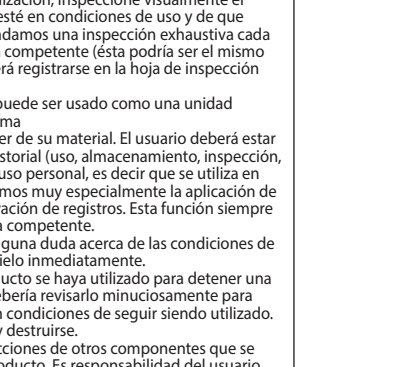 ización, inspeccione visualmente el
esté en condiciones de uso y de que
ndamos una inspección exhaustiva cada
competente (ésta podría ser el mismo
rá registrarse en la hoja de inspección
puede ser usado como una unidad
ma
er de su material. El usuario deberá estar
storial (uso, almacenamiento, inspección,
uso personal, es decir que se utiliza en
mos muy especialmente la aplicación de
ación de registros. Esta función siempre
a competente.
guna duda acerca de las condiciones de
ielo inmediatamente.
ucto se haya utilizado para detener una
ebería revisarlo minuciosamente para
n condiciones de seguir siendo utilizado.
y destruirse.
cciones de otros componentes que se
oducto. Es responsabilidad del usuario